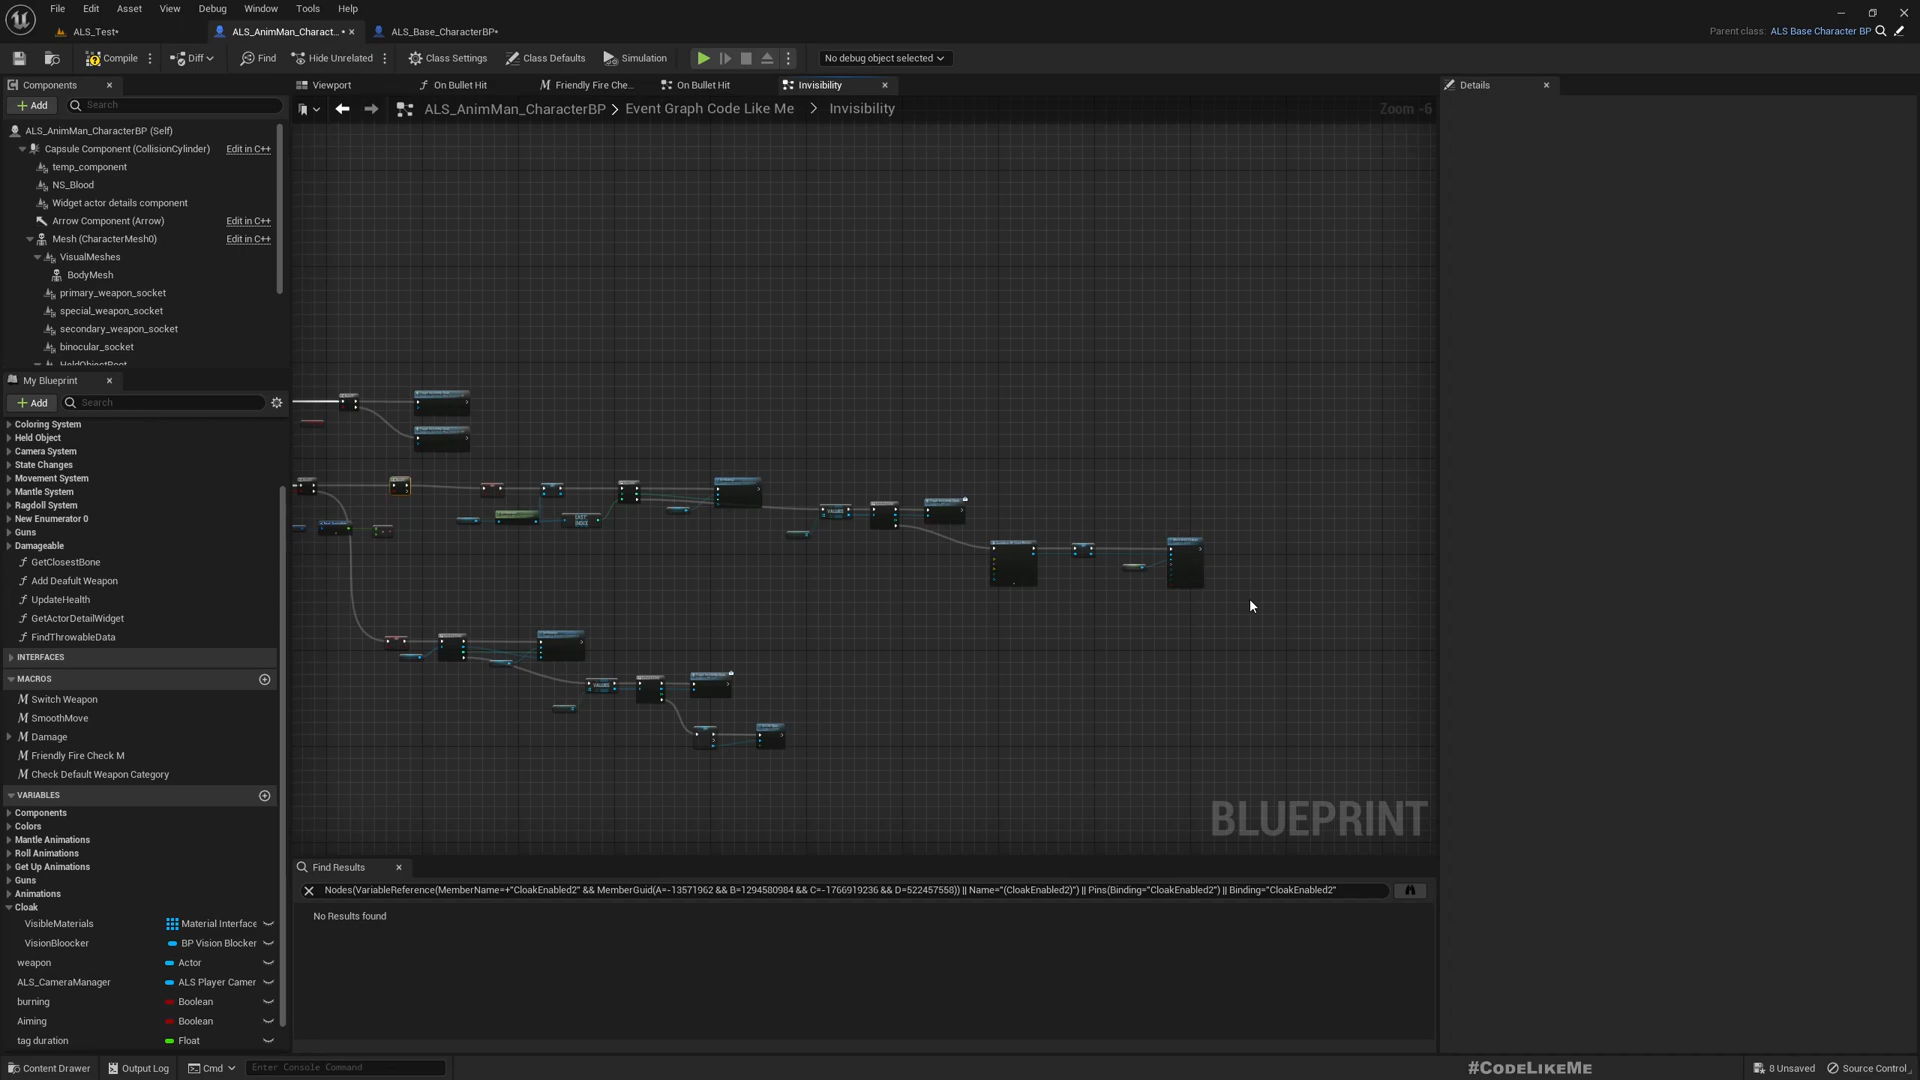 File Edit Asset View Window Debug Tools Help
ALS_Test*
ALS_AnimMan_Charact... •
ALS_Base_CharacterBP*
Parent class: ALS Base Character BP
Compile
Diff
Find
Hide Unrelated
Class Settings
Class Defaults
Simulation
No debug object selected
Components
Viewport
On Bullet Hit
Friendly Fire Che...
On Bullet Hit
Invisibility
Details
Add
Search
ALS_AnimMan_CharacterBP > Event Graph Code Like Me > Invisibility
Zoom -6
ALS_AnimMan_CharacterBP (Self)
Capsule Component (CollisionCylinder) Edit in C++
temp_component
NS_Blood
Widget actor details component
Arrow Component (Arrow) Edit in C++
Mesh (CharacterMesh0) Edit in C++
VisualMeshes
BodyMesh
primary_weapon_socket
special_weapon_socket
secondary_weapon_socket
binocular_socket
HeldObjectRoot
My Blueprint
Add
Search
Coloring System
Held Object
Camera System
State Changes
Movement System
Mantle System
Ragdoll System
New Enumerator 0
Guns
Damageable
GetClosestBone
Add Deafult Weapon
UpdateHealth
GetActorDetailWidget
FindThrowableData
INTERFACES
MACROS
Switch Weapon
SmoothMove
Damage
Friendly Fire Check M
Check Default Weapon Category
VARIABLES
Components
Colors
Mantle Animations
Roll Animations
Get Up Animations
Guns
Animations
Cloak
VisibleMaterials Material Interface
VisionBloocker BP Vision Blocker
weapon Actor
ALS_CameraManager ALS Player Camer
burning Boolean
Aiming Boolean
tag duration Float
BLUEPRINT
Find Results
Nodes(VariableReference(MemberName=+"CloakEnabled2" && MemberGuid(A=-13571962 && B=1294580984 && C=-1766919236 && D=522457558)) || Name="(CloakEnabled2)") || Pins(Binding="CloakEnabled2") || Binding="CloakEnabled2"
No Results found
Content Drawer
Output Log
Cmd
Enter Console Command
#CodeLikeMe
8 Unsaved
Source Control